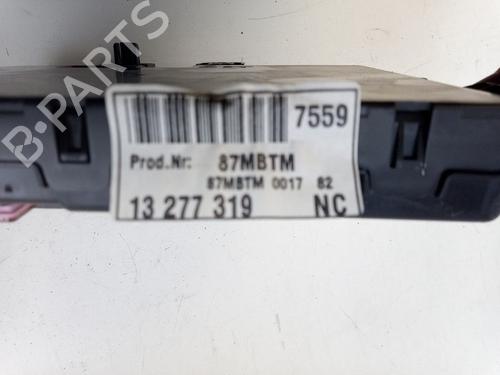 B-PARTS
7559
Prod.Nr: 87MBTM
87MBTM 0017 82
13 277 319 NC